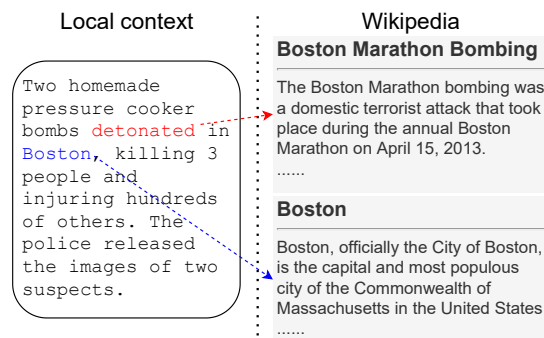 Local context
Two homemade
pressure cooker
bombs detonated in
Boston, killing 3
people and
injuring hundreds
of others. The
police released
the images of two
suspects.
Wikipedia
Boston Marathon Bombing
The Boston Marathon bombing was
a domestic terrorist attack that took
place during the annual Boston
Marathon on April 15, 2013.
......
Boston
Boston, officially the City of Boston,
is the capital and most populous
city of the Commonwealth of
Massachusetts in the United States
......